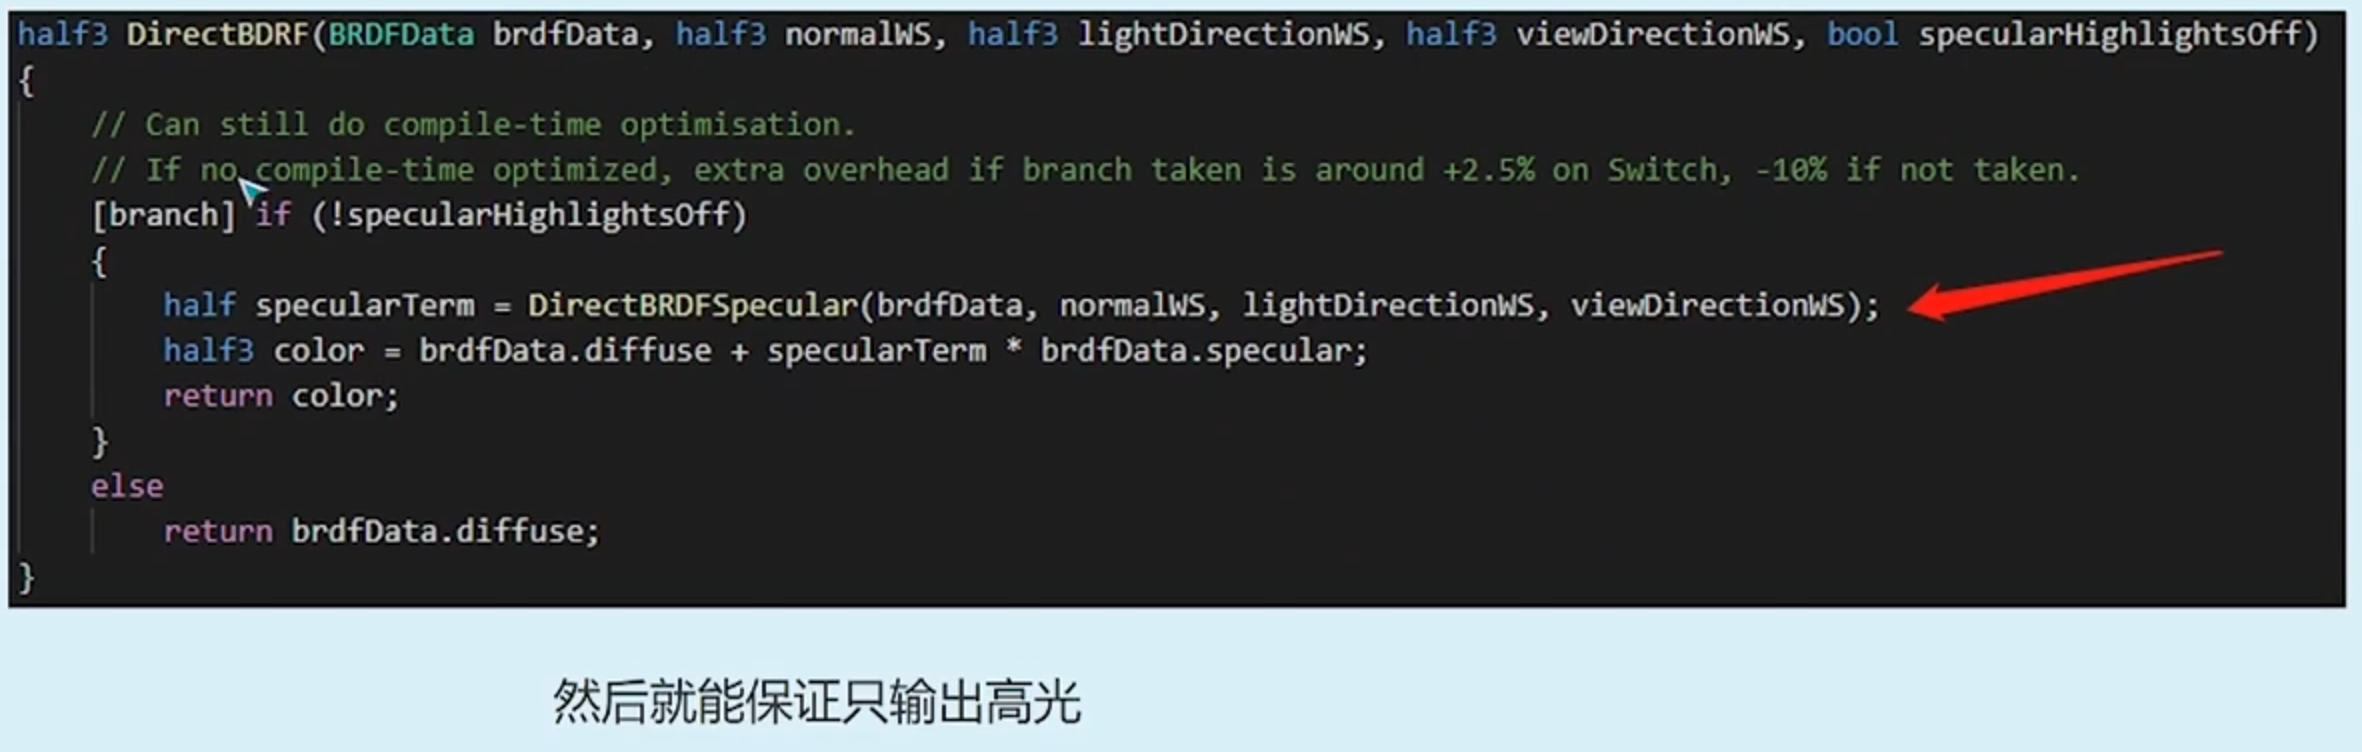 half3 DirectBDRF(BRDFData brdfData, half3 normalWS, half3 lightDirectionWS, half3 viewDirectionWS, bool specularHighlightsOff)
{
// Can still do compile-time optimisation.
// If no compile-time optimized, extra overhead if branch taken is around +2.5% on Switch, -10% if not taken.
[branch] if (!specularHighlightsOff)
{
half specularTerm = DirectBRDFSpecular(brdfData, normalWS, lightDirectionWS, viewDirectionWS);
half3 color = brdfData.diffuse + specularTerm * brdfData.specular;
return color;
}
else
return brdfData.diffuse;
}
然后就能保证只输出高光